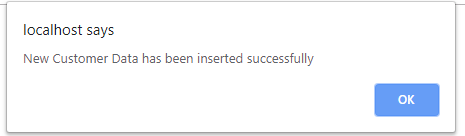 localhost says
New Customer Data has been inserted successfully
OK